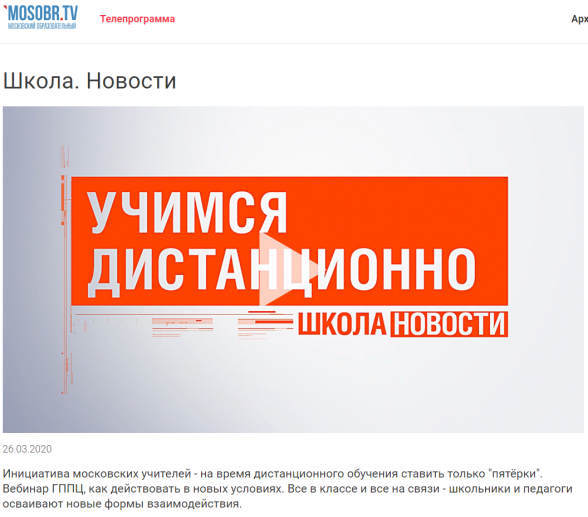 MOSOBR.TV
МОСКОВСКИЙ ОБРАЗОВАТЕЛЬНЫЙ
Телепрограмма
Арх
Школа. Новости
УЧИМСЯ
ДИСТАНЦИОННО
ШКОЛА НОВОСТИ
26.03.2020
Инициатива московских учителей - на время дистанционного обучения ставить только "пятёрки".
Вебинар ГППЦ, как действовать в новых условиях. Все в классе и все на связи - школьники и педагоги
осваивают новые формы взаимодействия.